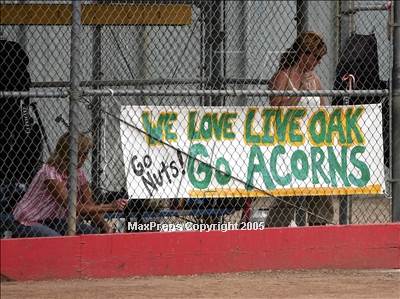 WE LOVE LIVE OAK
GO NUTS!
GO ACORNS
MaxPreps Copyright 2005